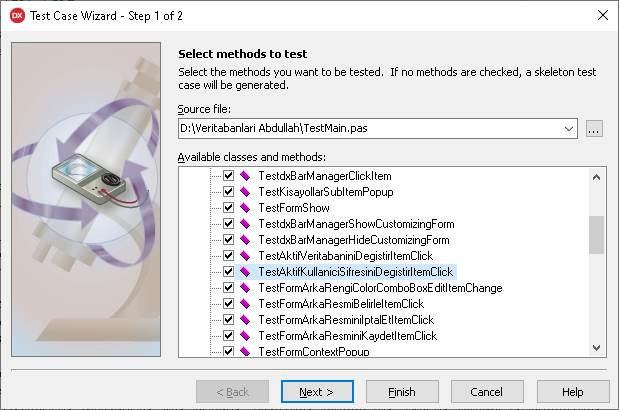 DX Test Case Wizard - Step 1 of 2
Select methods to test
Select the methods you want to be tested. If no methods are checked, a skeleton test
case will be generated.
Source file:
D:\Veritabanlari Abdullah\TestMain.pas
...
Available classes and methods:
TestdxBarManagerClickItem
TestKisayollarSubItemPopup
TestFormShow
TestdxBarManagerShowCustomizingForm
TestdxBarManagerHideCustomizingForm
TestAktifVeritabaniniDegistirItemClick
TestAktifKullaniciSifresiniDegistirItemClick
TestFormArkaRengiColorComboBoxEditItemChange
TestFormArkaResmiBelirleItemClick
TestFormArkaResminiIptalEtItemClick
TestFormArkaResminiKaydetItemClick
TestFormContextPopup
< Back
Next >
Finish
Cancel
Help